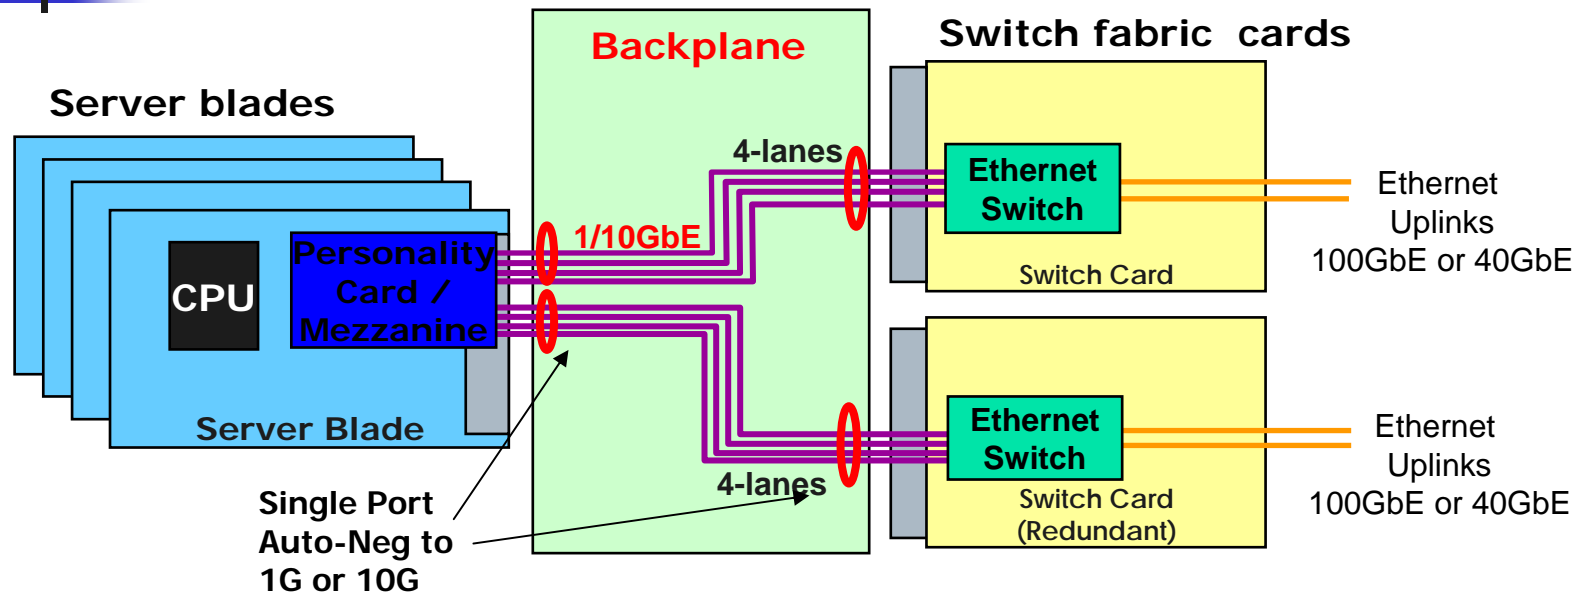 Backplane
Switch fabric cards
Server blades
4-lanes
Ethernet
Switch
Switch Card
Ethernet
Uplinks
100GbE or 40GbE
1/10GbE
CPU
Personality
Card /
Mezzanine
Server Blade
Ethernet
Switch
Switch Card
(Redundant)
Ethernet
Uplinks
100GbE or 40GbE
4-lanes
Single Port
Auto-Neg to
1G or 10G